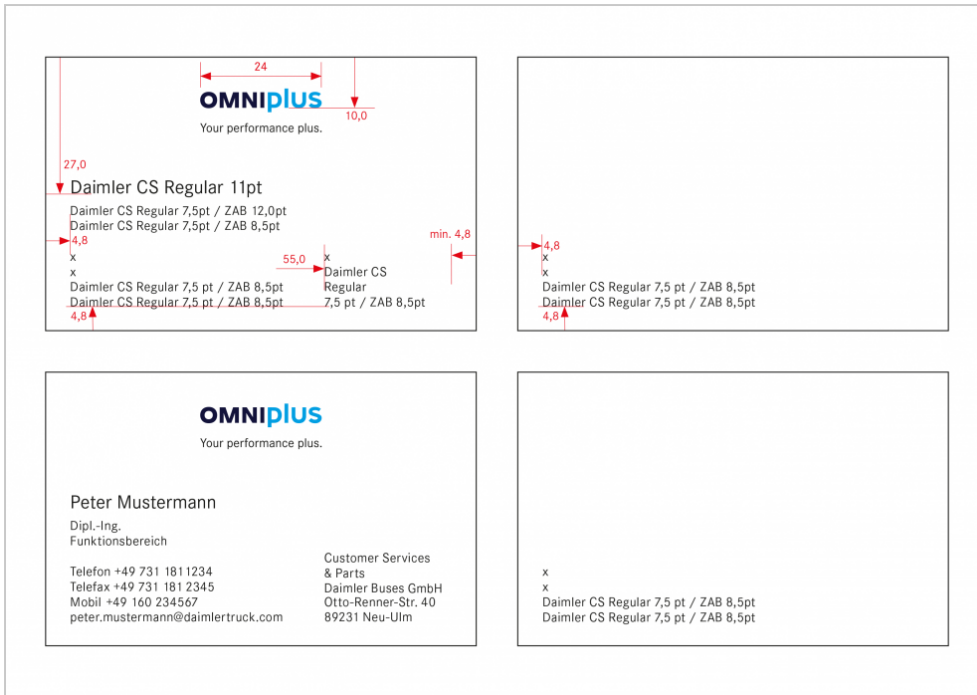 24
OMNIplus
10,0
Your performance plus.
27,0
Daimler CS Regular 11pt
Daimler CS Regular 7,5pt / ZAB 12,0pt
Daimler CS Regular 7,5pt / ZAB 8,5pt
4,8
x
x
Daimler CS Regular 7,5 pt / ZAB 8,5pt
Daimler CS Regular 7,5 pt / ZAB 8,5pt
4,8
min. 4,8
55,0
x
Daimler CS
Regular
7,5 pt / ZAB 8,5pt
4,8
x
x
Daimler CS Regular 7,5 pt / ZAB 8,5pt
Daimler CS Regular 7,5 pt / ZAB 8,5pt
4,8
OMNIplus
Your performance plus.
Peter Mustermann
Dipl.-Ing.
Funktionsbereich
Telefon +49 731 1811234
Telefax +49 731 181 2345
Mobil +49 160 234567
peter.mustermann@daimlertruck.com
Customer Services
& Parts
Daimler Buses GmbH
Otto-Renner-Str. 40
89231 Neu-Ulm
x
x
Daimler CS Regular 7,5 pt / ZAB 8,5pt
Daimler CS Regular 7,5 pt / ZAB 8,5pt